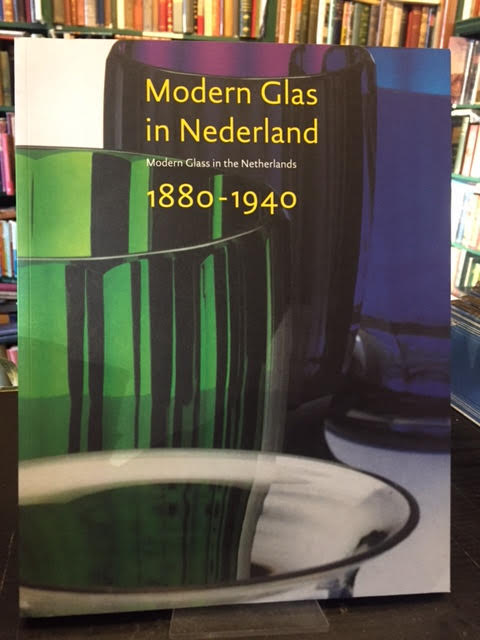 Modern Glas
in Nederland
Modern Glass in the Netherlands
1880-1940